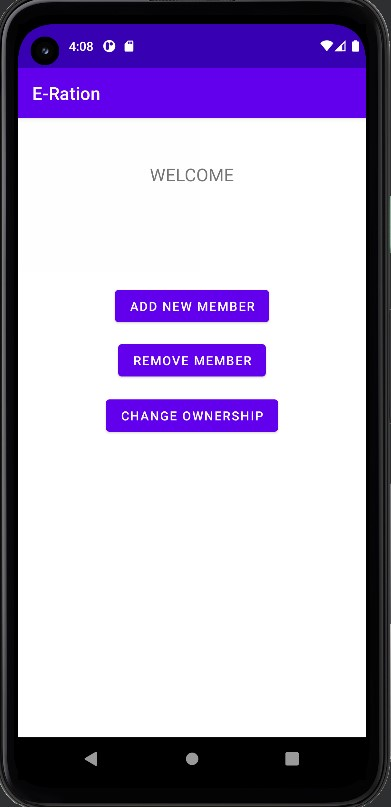 4:08
E-Ration
WELCOME
ADD NEW MEMBER
REMOVE MEMBER
CHANGE OWNERSHIP